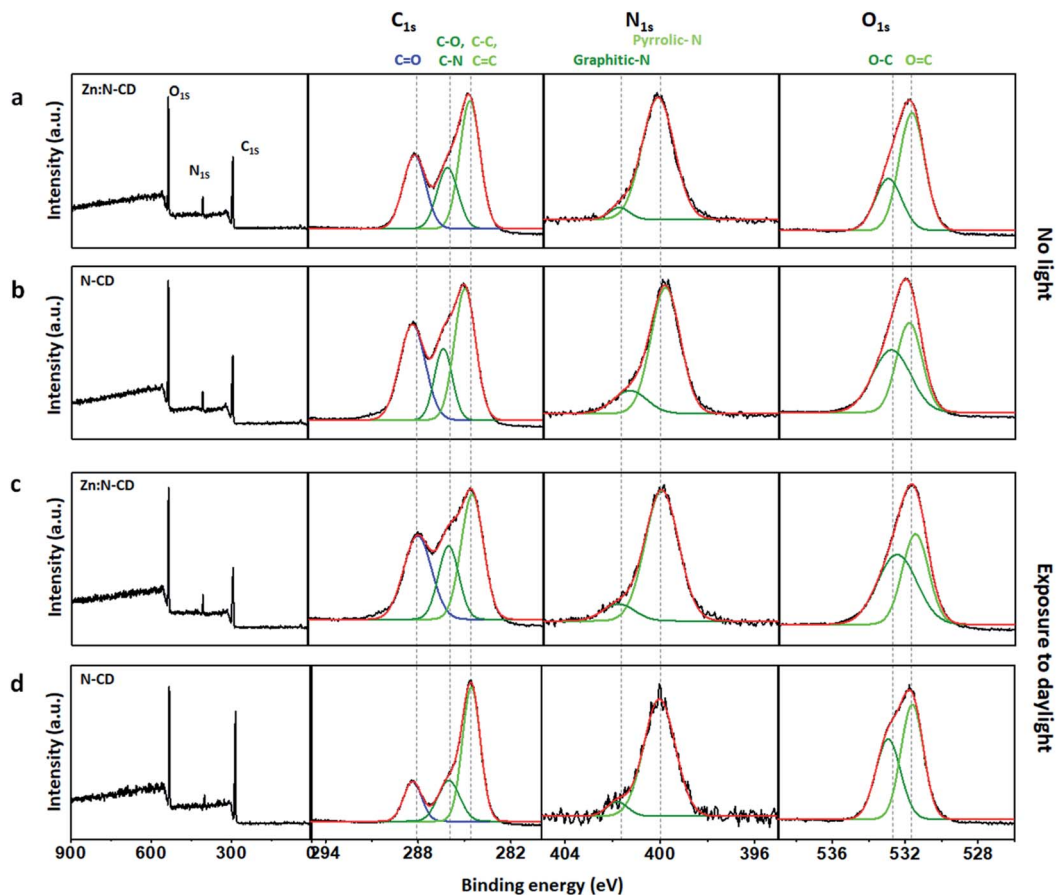 C1s
N1s
O1s
C-O, C-C,
Pyrrolic- N
C=O C-N C=C
Graphitic-N
O-C O=C
a
Zn:N-CD
O1S
N1S
C1S
Intensity (a.u.)
No light
b
N-CD
Intensity (a.u.)
c
Zn:N-CD
Intensity (a.u.)
Exposure to daylight
d
N-CD
Intensity (a.u.)
900 600 300 0 294 288 282 404 400 396 536 532 528
Binding energy (eV)